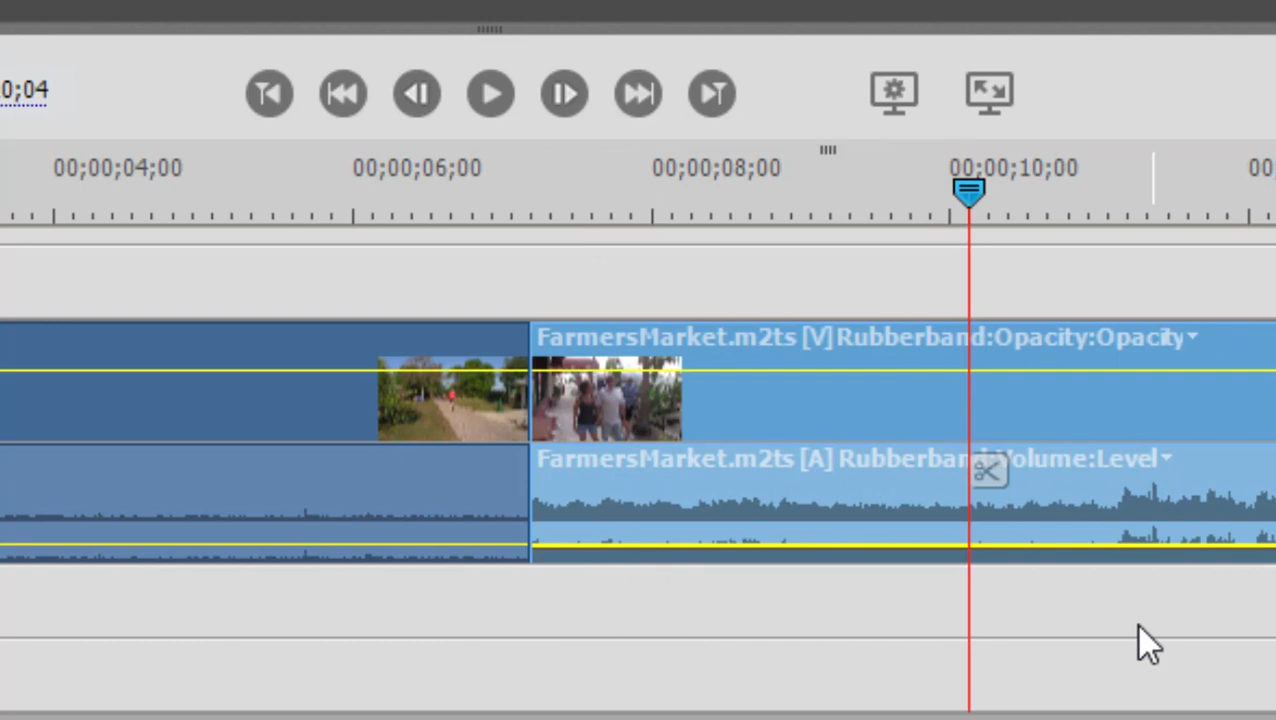 0;04
00;00;04;00 00;00;06;00 00;00;08;00 00;00;10;00 00
FarmersMarket.m2ts [V] Rubberband:Opacity:Opacity
FarmersMarket.m2ts [A] Rubberband:Volume:Level